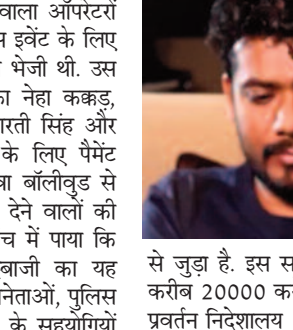 वाला ऑपरेटरों
इवेंट के लिए
भेजी थी. उस
नेहा कक्कड़,
रती सिंह और
के लिए पैमेंट
बॉलीवुड से
देने वालों की
च में पाया कि
बाजी का यह
नेताओं, पुलिस
के सहयोगियों
से जुड़ा है. इस स
करीब 20000 क
प्रवर्तन निदेशालय